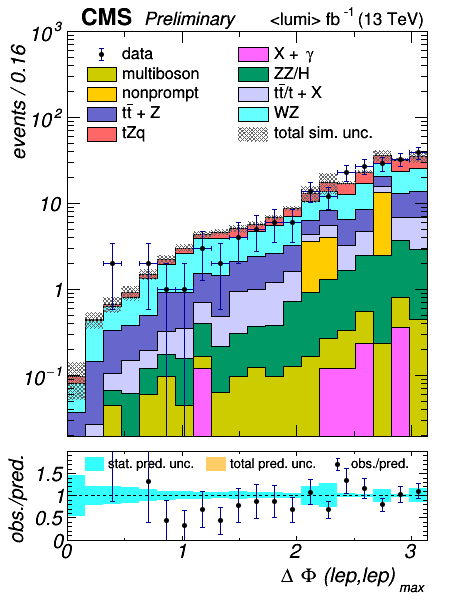 CMS Preliminary <lumi> fb⁻¹ (13 TeV)
events / 0.16
10³
10²
10
1
10⁻¹
data
multiboson
nonprompt
tt̄ + Z
tZq
X + γ
ZZ/H
tt̄/t + X
WZ
total sim. unc.
obs./pred.
stat. pred. unc.
total pred. unc.
obs./pred.
1.5
1
0.5
0
0 1 2 3
Δ Φ (lep,lep) max